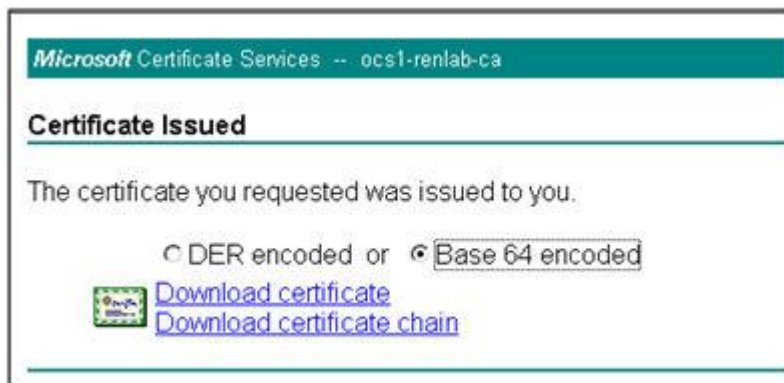 Microsoft Certificate Services -- ocs1-renlab-ca
Certificate Issued
The certificate you requested was issued to you.
DER encoded or Base 64 encoded
Download certificate
Download certificate chain